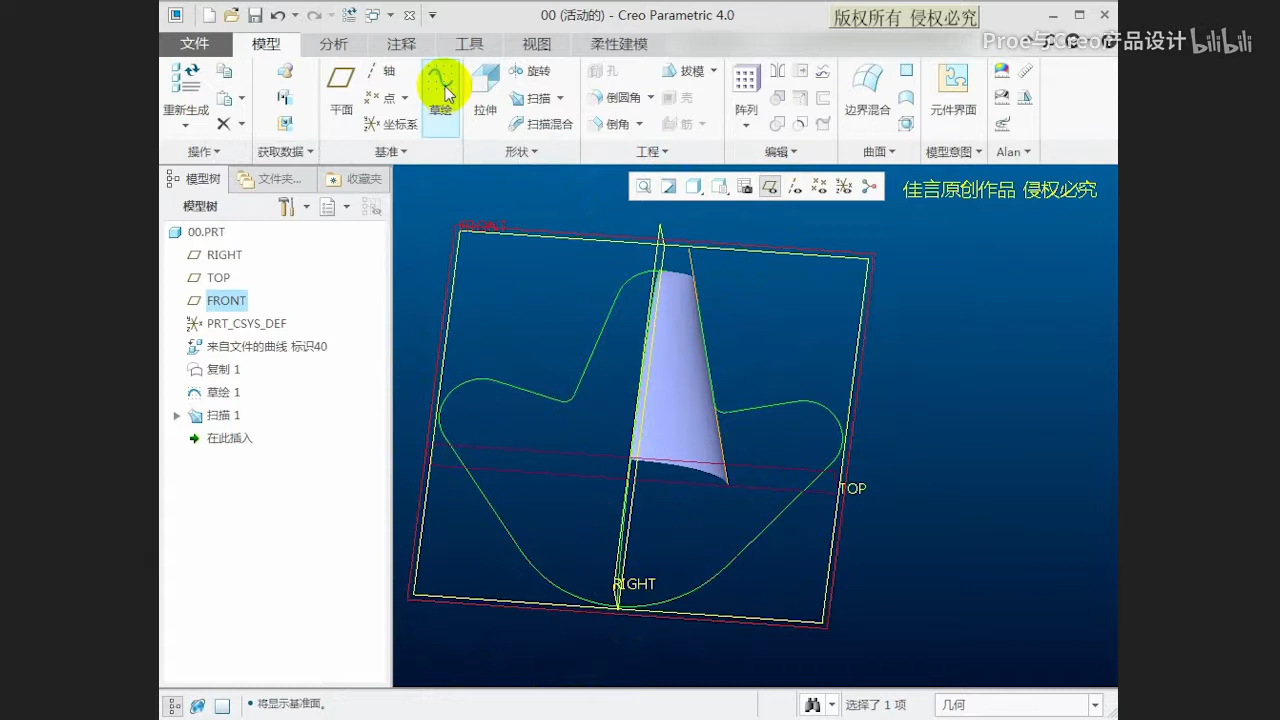 00 (活动的) - Creo Parametric 4.0
版权所有 侵权必究
Proe与Creo产品设计 bilibili
文件 模型 分析 注释 工具 视图 柔性建模
重新生成
平面
轴
点
坐标系
草绘
拉伸
旋转
扫描
扫描混合
孔
倒圆角
倒角
拔模
壳
筋
阵列
边界混合
元件界面
操作 获取数据 基准 形状 工程 编辑 曲面 模型意图 Alan
模型树 文件夹... 收藏夹
模型树
00.PRT
RIGHT
TOP
FRONT
PRT_CSYS_DEF
来自文件的曲线 标识40
复制 1
草绘 1
扫描 1
在此插入
佳言原创作品 侵权必究
TOP
RIGHT
将显示基准面。
选择了 1 项
几何